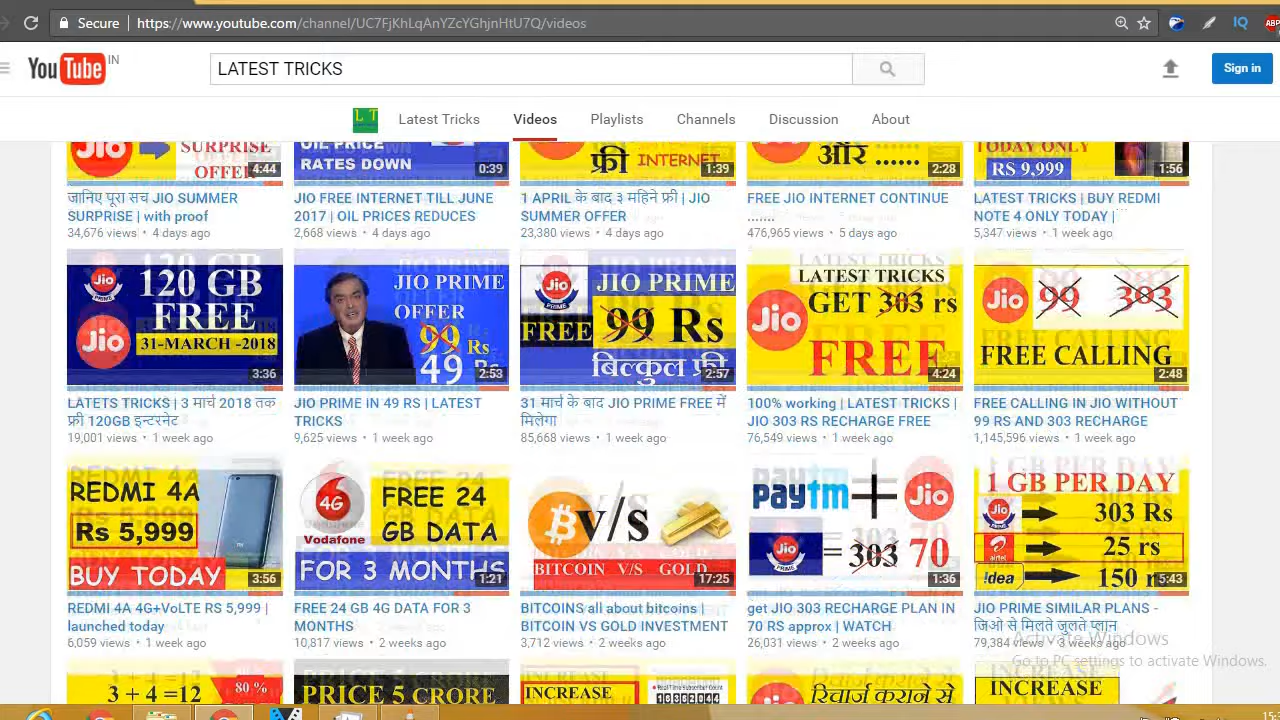 Secure https://www.youtube.com/channel/UC7FjKhLqAnYZcYGhjnHtU7Q/videos IQ ABP
YouTube IN LATEST TRICKS Sign in
LT Latest Tricks Videos Playlists Channels Discussion About
Jio SURPRISE OFFER 4:44
OIL PRICE
RATES DOWN 0:39
फ्री INTERNET 1:39
और ...... 2:28
TODAY ONLY
RS 9,999 1:56
जानिए पूरा सच JIO SUMMER
SURPRISE | with proof
34,676 views • 4 days ago
JIO FREE INTERNET TILL JUNE
2017 | OIL PRICES REDUCES
2,668 views • 4 days ago
1 APRIL के बाद ३ महिने फ्री | JIO
SUMMER OFFER
23,380 views • 4 days ago
FREE JIO INTERNET CONTINUE
.......
476,965 views • 5 days ago
LATEST TRICKS | BUY REDMI
NOTE 4 ONLY TODAY |
5,347 views • 1 week ago
Jio PRIME
Jio
120 GB
FREE
31-MARCH -2018
3:36
JIO PRIME
OFFER
99 Rs
49
2:53
Jio PRIME
JIO PRIME
FREE 99 Rs
बिल्कुल फ्री
2:57
LATEST TRICKS
Jio
GET 303 rs
FREE
4:24
Jio 99 303
FREE CALLING
2:48
LATETS TRICKS | 3 मार्च 2018 तक
फ्री 120GB इन्टरनेट
19,001 views • 1 week ago
JIO PRIME IN 49 RS | LATEST
TRICKS
9,625 views • 1 week ago
31 मार्च के बाद JIO PRIME FREE में
मिलेगा
85,668 views • 1 week ago
100% working | LATEST TRICKS |
JIO 303 RS RECHARGE FREE
76,549 views • 1 week ago
FREE CALLING IN JIO WITHOUT
99 RS AND 303 RECHARGE
1,145,596 views • 1 week ago
REDMI 4A
Rs 5,999
BUY TODAY
3:56
4G
Vodafone
FREE 24
GB DATA
FOR 3 MONTHS
1:21
v/s
BITCOIN V/S GOLD
17:25
paytm + Jio
Jio = 303 70
1:36
1 GB PER DAY
Jio 303 Rs
airtel 25 rs
!dea 150 r
5:43
REDMI 4A 4G+VoLTE RS 5,999 |
launched today
6,059 views • 1 week ago
FREE 24 GB 4G DATA FOR 3
MONTHS
10,817 views • 2 weeks ago
BITCOINS all about bitcoins |
BITCOIN VS GOLD INVESTMENT
3,712 views • 2 weeks ago
get JIO 303 RECHARGE PLAN IN
70 RS approx | WATCH
26,031 views • 2 weeks ago
JIO PRIME SIMILAR PLANS -
जिओ से मिलते जुलते प्लान
79,384 views • 3 weeks ago
Activate Windows
Go to PC settings to activate Windows.
3 + 4 =12 80 %
PRICE 5 CRORE
INCREASE
रिचार्ज कराने से
INCREASE